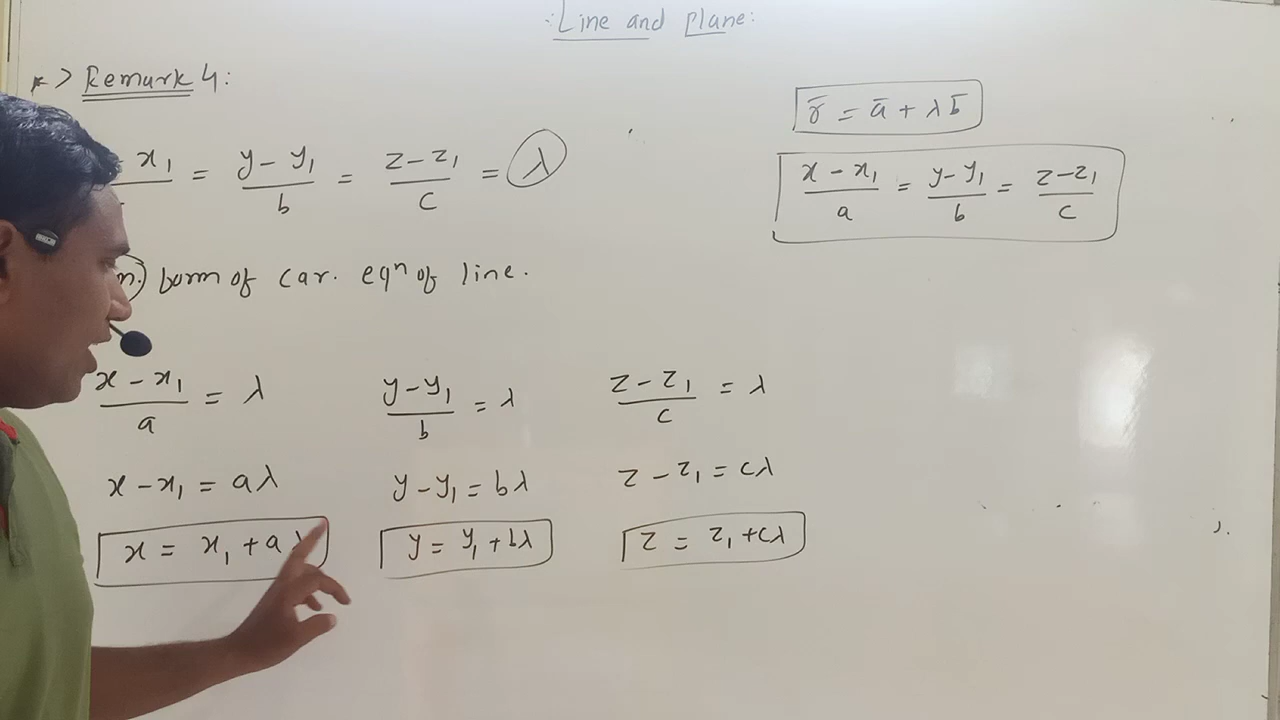 :Line and plane:
*> Remark 4:
r̄ = ā + λ b̄
x₁ = y - y₁ / b = z - z₁ / c = λ
x - x₁ / a = y - y₁ / b = z - z₁ / c
form of car. eqⁿ of line.
x - x₁ / a = λ
y - y₁ / b = λ
z - z₁ / c = λ
x - x₁ = aλ
y - y₁ = bλ
z - z₁ = cλ
x = x₁ + aλ
y = y₁ + bλ
z = z₁ + cλ